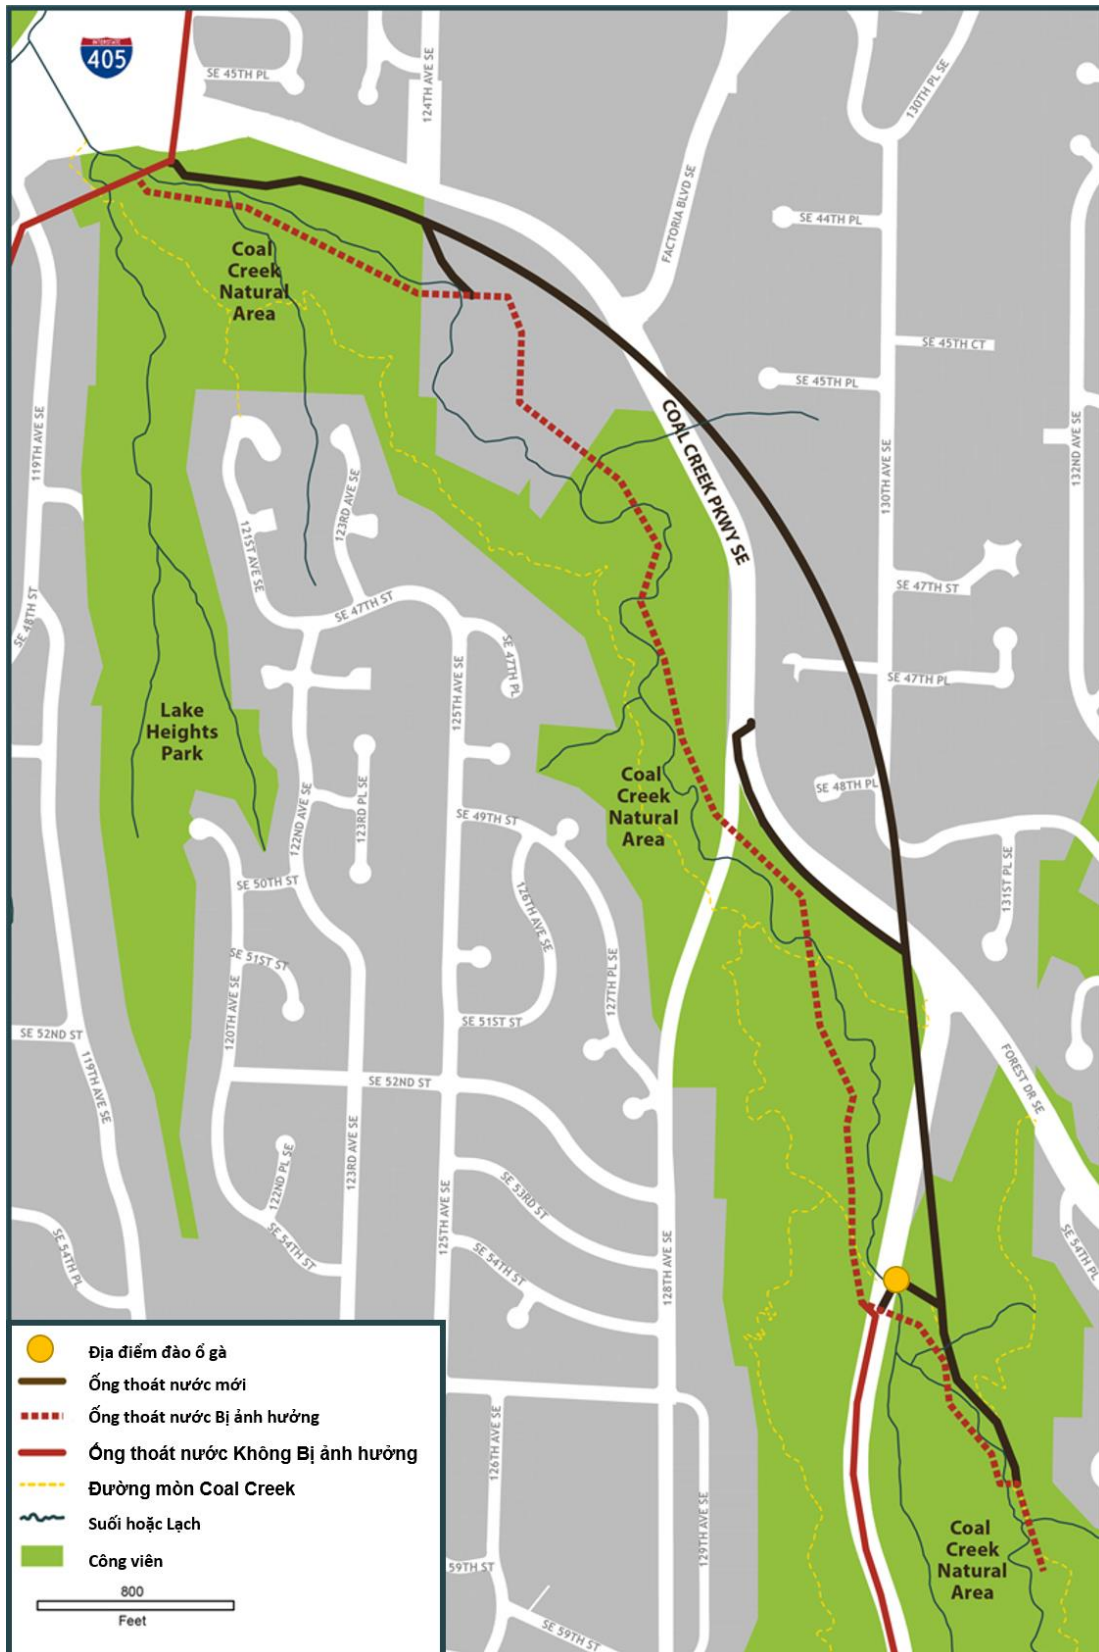 INTERSTATE
405
SE 45TH PL
124TH AVE SE
130TH PL SE
FACTORIA BLVD SE
SE 44TH PL
Coal
Creek
Natural
Area
SE 45TH CT
SE 45TH PL
COAL CREEK PKWY SE
119TH AVE SE
130TH AVE SE
132ND AVE SE
121ST AVE SE
123RD AVE SE
SE 47TH ST
SE 48TH ST
SE 47TH ST
SE 47TH PL
125TH AVE SE
SE 47TH PL
Lake
Heights
Park
Coal
Creek
Natural
Area
SE 48TH PL
122ND AVE SE
123RD PL SE
SE 49TH ST
131ST PL SE
SE 50TH ST
126TH AVE SE
SE 51ST ST
127TH PL SE
120TH AVE SE
SE 51ST ST
SE 52ND ST
119TH AVE SE
SE 52ND ST
FOREST DR SE
123RD AVE SE
122ND PL SE
SE 53RD ST
SE 54TH PL
SE 54TH ST
125TH AVE SE
SE 54TH ST
128TH AVE SE
SE 54TH PL
Địa điểm đào ổ gà
Ống thoát nước mới
Ống thoát nước Bị ảnh hưởng
Ống thoát nước Không Bị ảnh hưởng
Đường mòn Coal Creek
Suối hoặc Lạch
Công viên
800
Feet
126TH AVE SE
129TH AVE SE
59TH ST
SE 59TH ST
Coal
Creek
Natural
Area